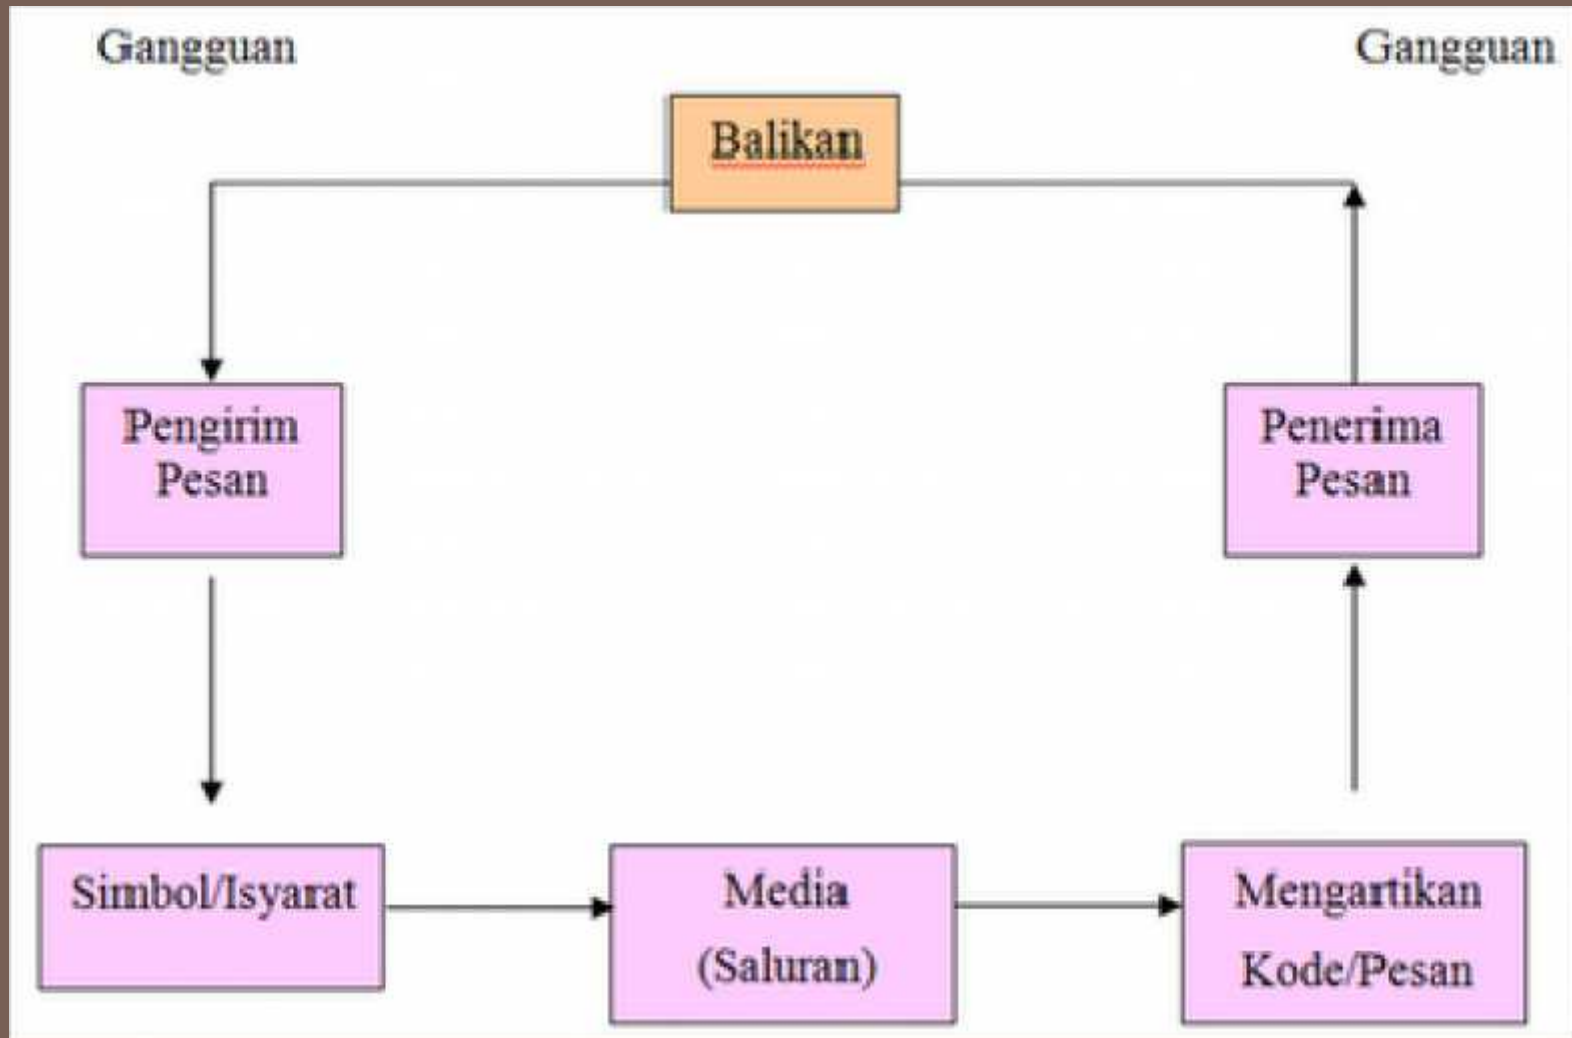 Gangguan
Gangguan
Balikan
Pengirim
Pesan
Penerima
Pesan
Simbol/Isyarat
Media
(Saluran)
Mengartikan
Kode/Pesan